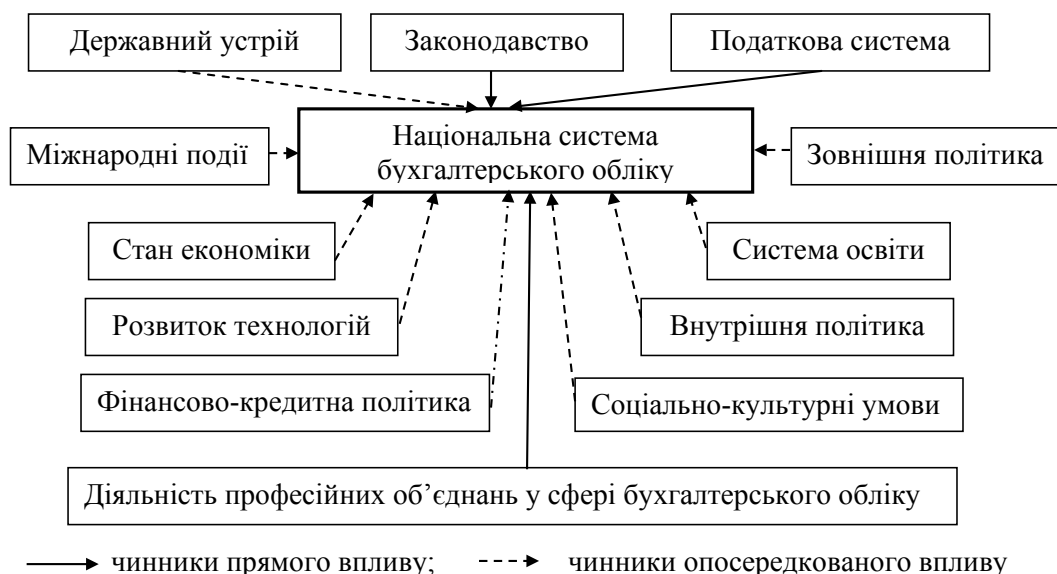 Державний устрій
Законодавство
Податкова система
Національна система
бухгалтерського обліку
Міжнародні події
Зовнішня політика
Стан економіки
Система освіти
Розвиток технологій
Внутрішня політика
Фінансово-кредитна політика
Соціально-культурні умови
Діяльність професійних об’єднань у сфері бухгалтерського обліку
чинники прямого впливу;
чинники опосередкованого впливу